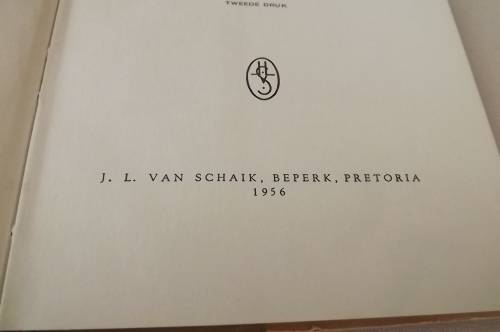 TWEEDE DRUK
J. L. VAN SCHAIK, BEPERK, PRETORIA
1956